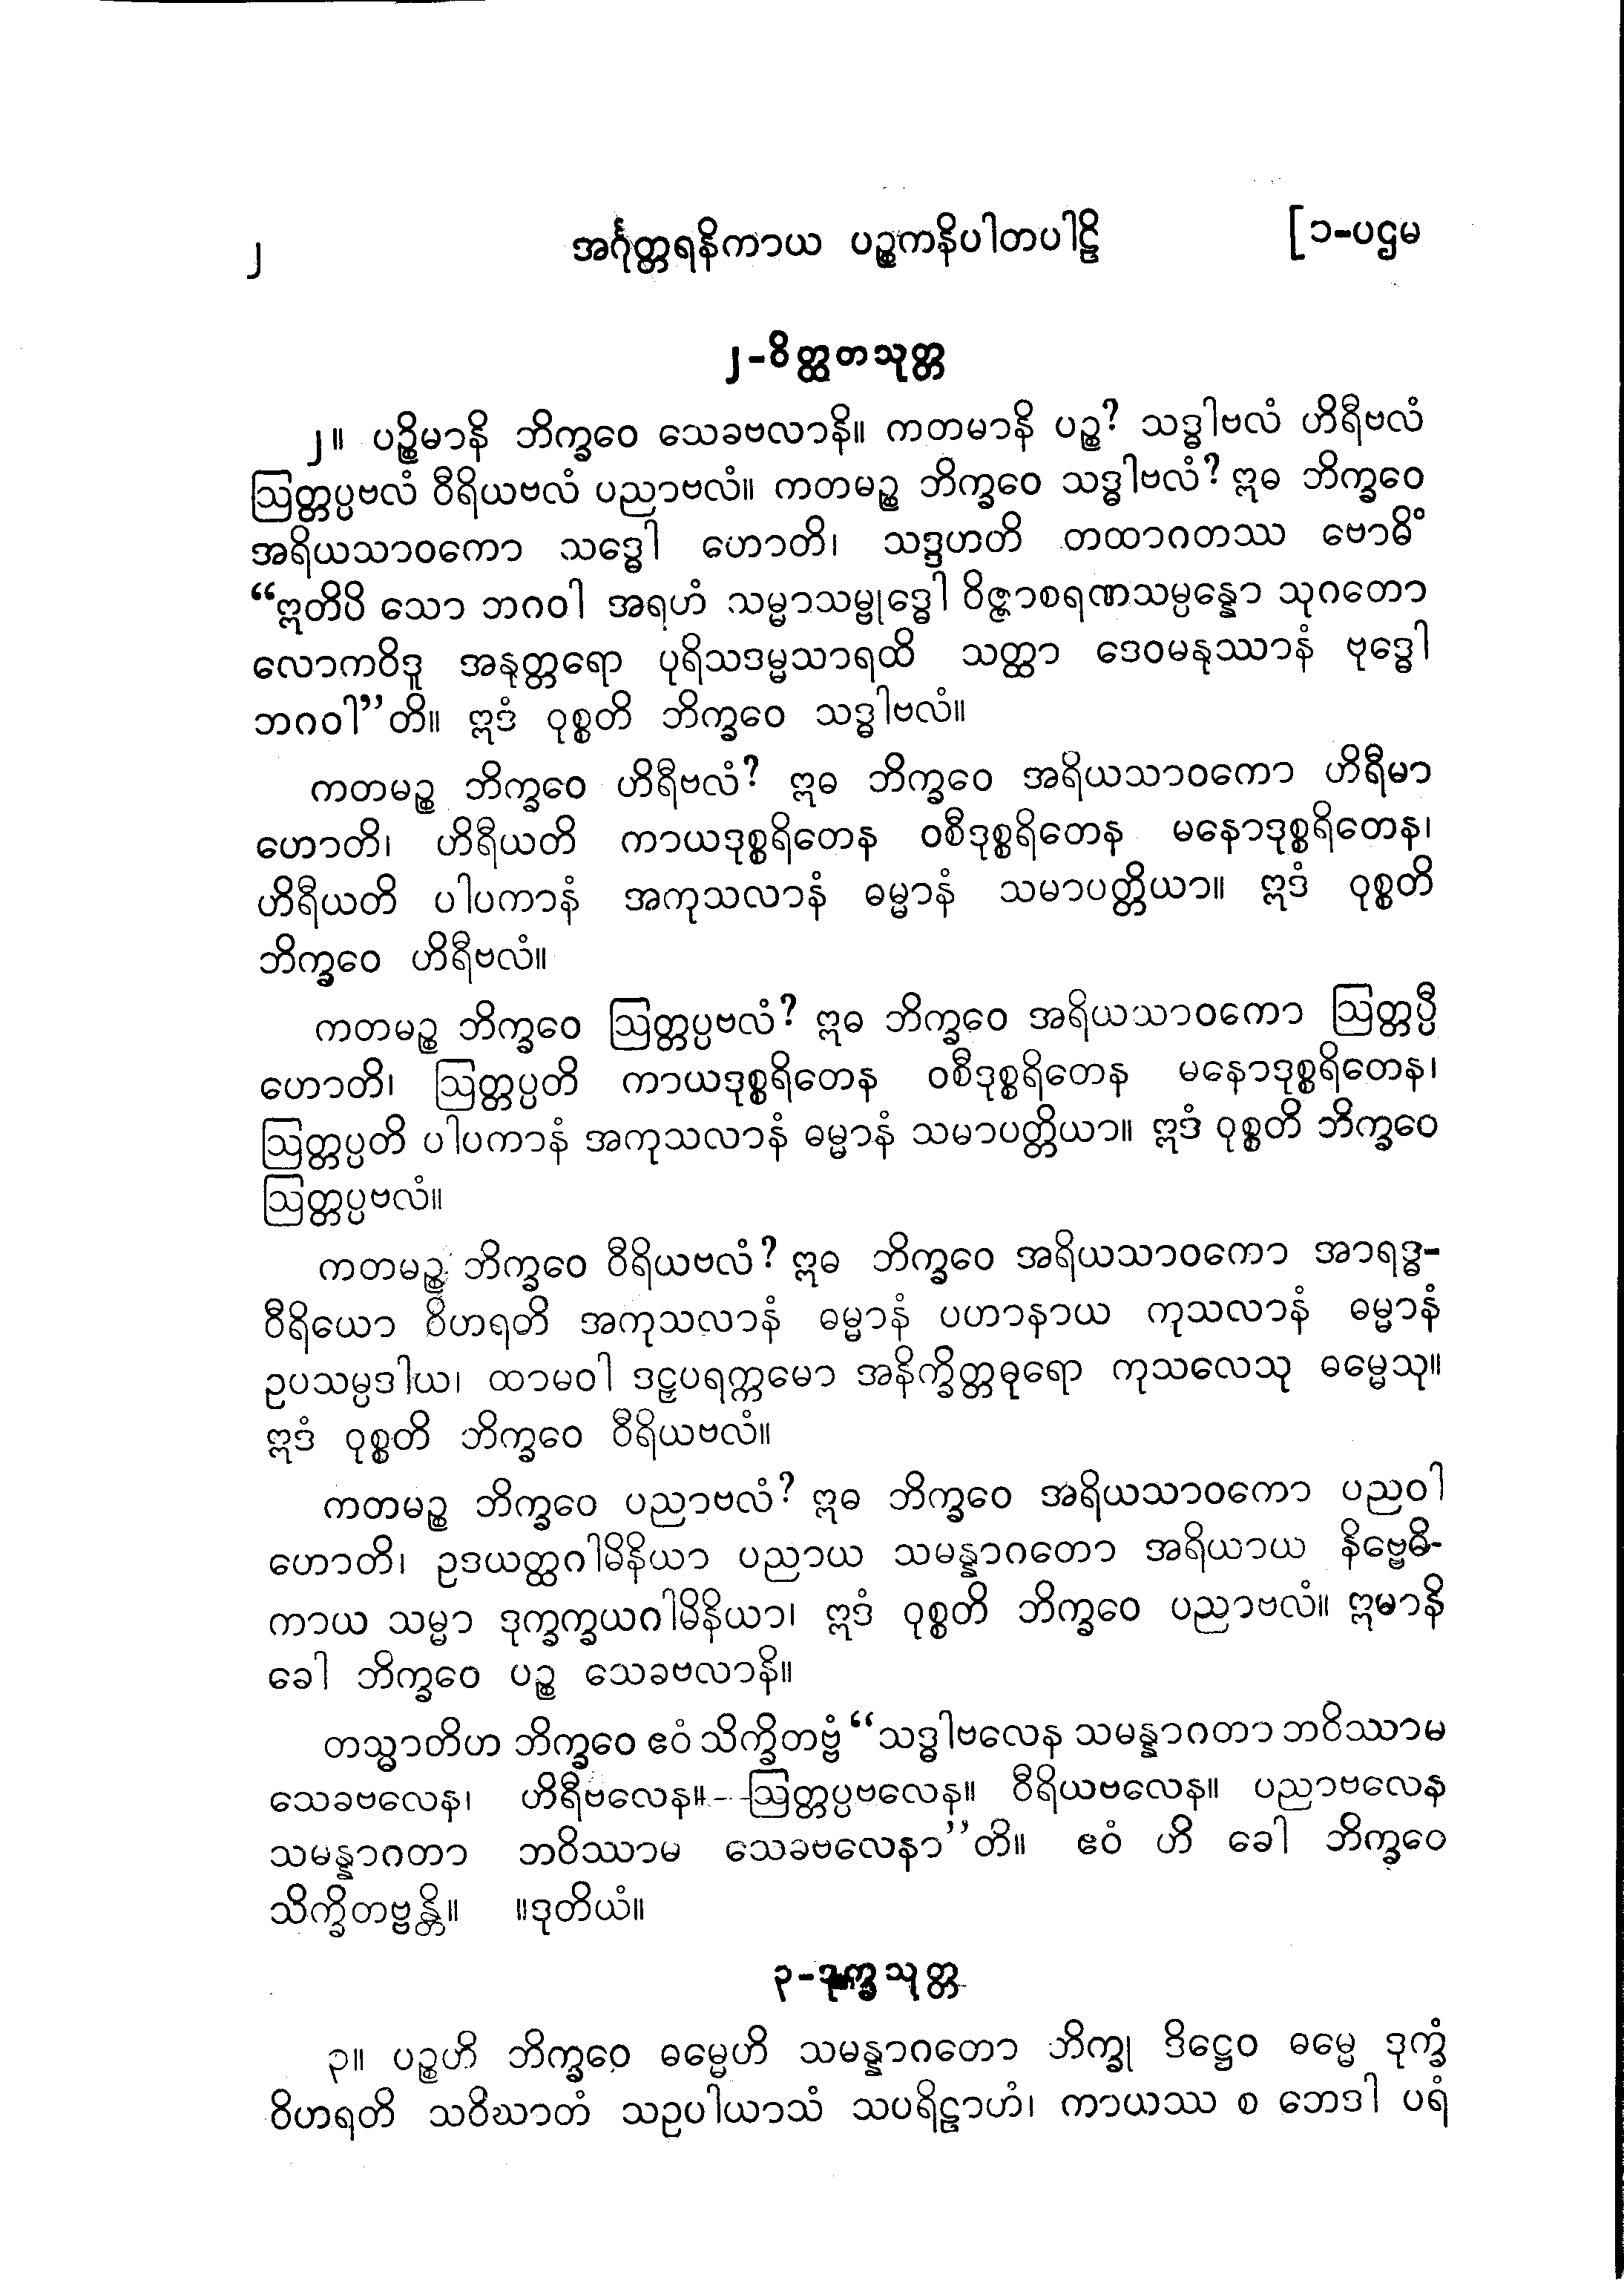 ၂ အင်္ဂုတ္တရနိကာယ ပဉ္စကနိပါတပါဠိ [ ၁-ပဌမ
၂-ဝိတ္ထတသုတ္တ
၂။ ပဉ္စိမာနိ ဘိက္ခဝေ သေခဗလာနိ။ ကတမာနိ ပဉ္စ? သဒ္ဓါဗလံ ဟိရီဗလံ
ဩတ္တပ္ပဗလံ ဝီရိယဗလံ ပညာဗလံ။ ကတမဉ္စ ဘိက္ခဝေ သဒ္ဓါဗလံ? ဣဓ ဘိက္ခဝေ
အရိယသာဝကော သဒ္ဓေါ ဟောတိ၊ သဒ္ဒဟတိ တထာဂတဿ ဗောဓိံ
“ဣတိပိ သော ဘဂဝါ အရဟံ သမ္မာသမ္ဗုဒ္ဓေါ ဝိဇ္ဇာစရဏသမ္ပန္နော သုဂတော
လောကဝိဒူ အနုတ္တရော ပုရိသဒမ္မသာရထိ သတ္ထာ ဒေဝမနုဿာနံ ဗုဒ္ဓေါ
ဘဂဝါ”တိ။ ဣဒံ ဝုစ္စတိ ဘိက္ခဝေ သဒ္ဓါဗလံ။
ကတမဉ္စ ဘိက္ခဝေ ဟိရီဗလံ? ဣဓ ဘိက္ခဝေ အရိယသာဝကော ဟိရီမာ
ဟောတိ၊ ဟိရီယတိ ကာယဒုစ္စရိတေန ဝစီဒုစ္စရိတေန မနောဒုစ္စရိတေန၊
ဟိရီယတိ ပါပကာနံ အကုသလာနံ ဓမ္မာနံ သမာပတ္တိယာ။ ဣဒံ ဝုစ္စတိ
ဘိက္ခဝေ ဟိရီဗလံ။
ကတမဉ္စ ဘိက္ခဝေ ဩတ္တပ္ပဗလံ? ဣဓ ဘိက္ခဝေ အရိယသာဝကော ဩတ္တပ္ပီ
ဟောတိ၊ ဩတ္တပ္ပတိ ကာယဒုစ္စရိတေန ဝစီဒုစ္စရိတေန မနောဒုစ္စရိတေန၊
ဩတ္တပ္ပတိ ပါပကာနံ အကုသလာနံ ဓမ္မာနံ သမာပတ္တိယာ။ ဣဒံ ဝုစ္စတိ ဘိက္ခဝေ
ဩတ္တပ္ပဗလံ။
ကတမဉ္စ ဘိက္ခဝေ ဝီရိယဗလံ? ဣဓ ဘိက္ခဝေ အရိယသာဝကော အာရဒ္ဓ-
ဝီရိယော ဝိဟရတိ အကုသလာနံ ဓမ္မာနံ ပဟာနာယ ကုသလာနံ ဓမ္မာနံ
ဥပသမ္ပဒါယ၊ ထာမဝါ ဒဠှပရက္ကမော အနိက္ခိတ္တဓုရော ကုသလေသု ဓမ္မေသု။
ဣဒံ ဝုစ္စတိ ဘိက္ခဝေ ဝီရိယဗလံ။
ကတမဉ္စ ဘိက္ခဝေ ပညာဗလံ? ဣဓ ဘိက္ခဝေ အရိယသာဝကော ပညဝါ
ဟောတိ၊ ဥဒယတ္ထဂါမိနိယာ ပညာယ သမန္နာဂတော အရိယာယ နိဗ္ဗေဓိ-
ကာယ သမ္မာ ဒုက္ခက္ခယဂါမိနိယာ၊ ဣဒံ ဝုစ္စတိ ဘိက္ခဝေ ပညာဗလံ။ ဣမာနိ
ခေါ ဘိက္ခဝေ ပဉ္စ သေခဗလာနိ။
တသ္မာတိဟ ဘိက္ခဝေ ဧဝံ သိက္ခိတဗ္ဗံ “သဒ္ဓါဗလေန သမန္နာဂတာ ဘဝိဿာမ
သေခဗလေန၊ ဟိရီဗလေန။ ဩတ္တပ္ပဗလေန။ ဝီရိယဗလေန။ ပညာဗလေန
သမန္နာဂတာ ဘဝိဿာမ သေခဗလေနာ”တိ။ ဧဝံ ဟိ ခေါ ဘိက္ခဝေ
သိက္ခိတဗ္ဗန္တိ။ ။ဒုတိယံ။
၃-ဒုက္ခသုတ္တ
၃။ ပဉ္စဟိ ဘိက္ခဝေ ဓမ္မေဟိ သမန္နာဂတော ဘိက္ခု ဒိဋ္ဌေဝ ဓမ္မေ ဒုက္ခံ
ဝိဟရတိ သဝိဃာတံ သဥပါယာသံ သပရိဠာဟံ၊ ကာယဿ စ ဘေဒါ ပရံ